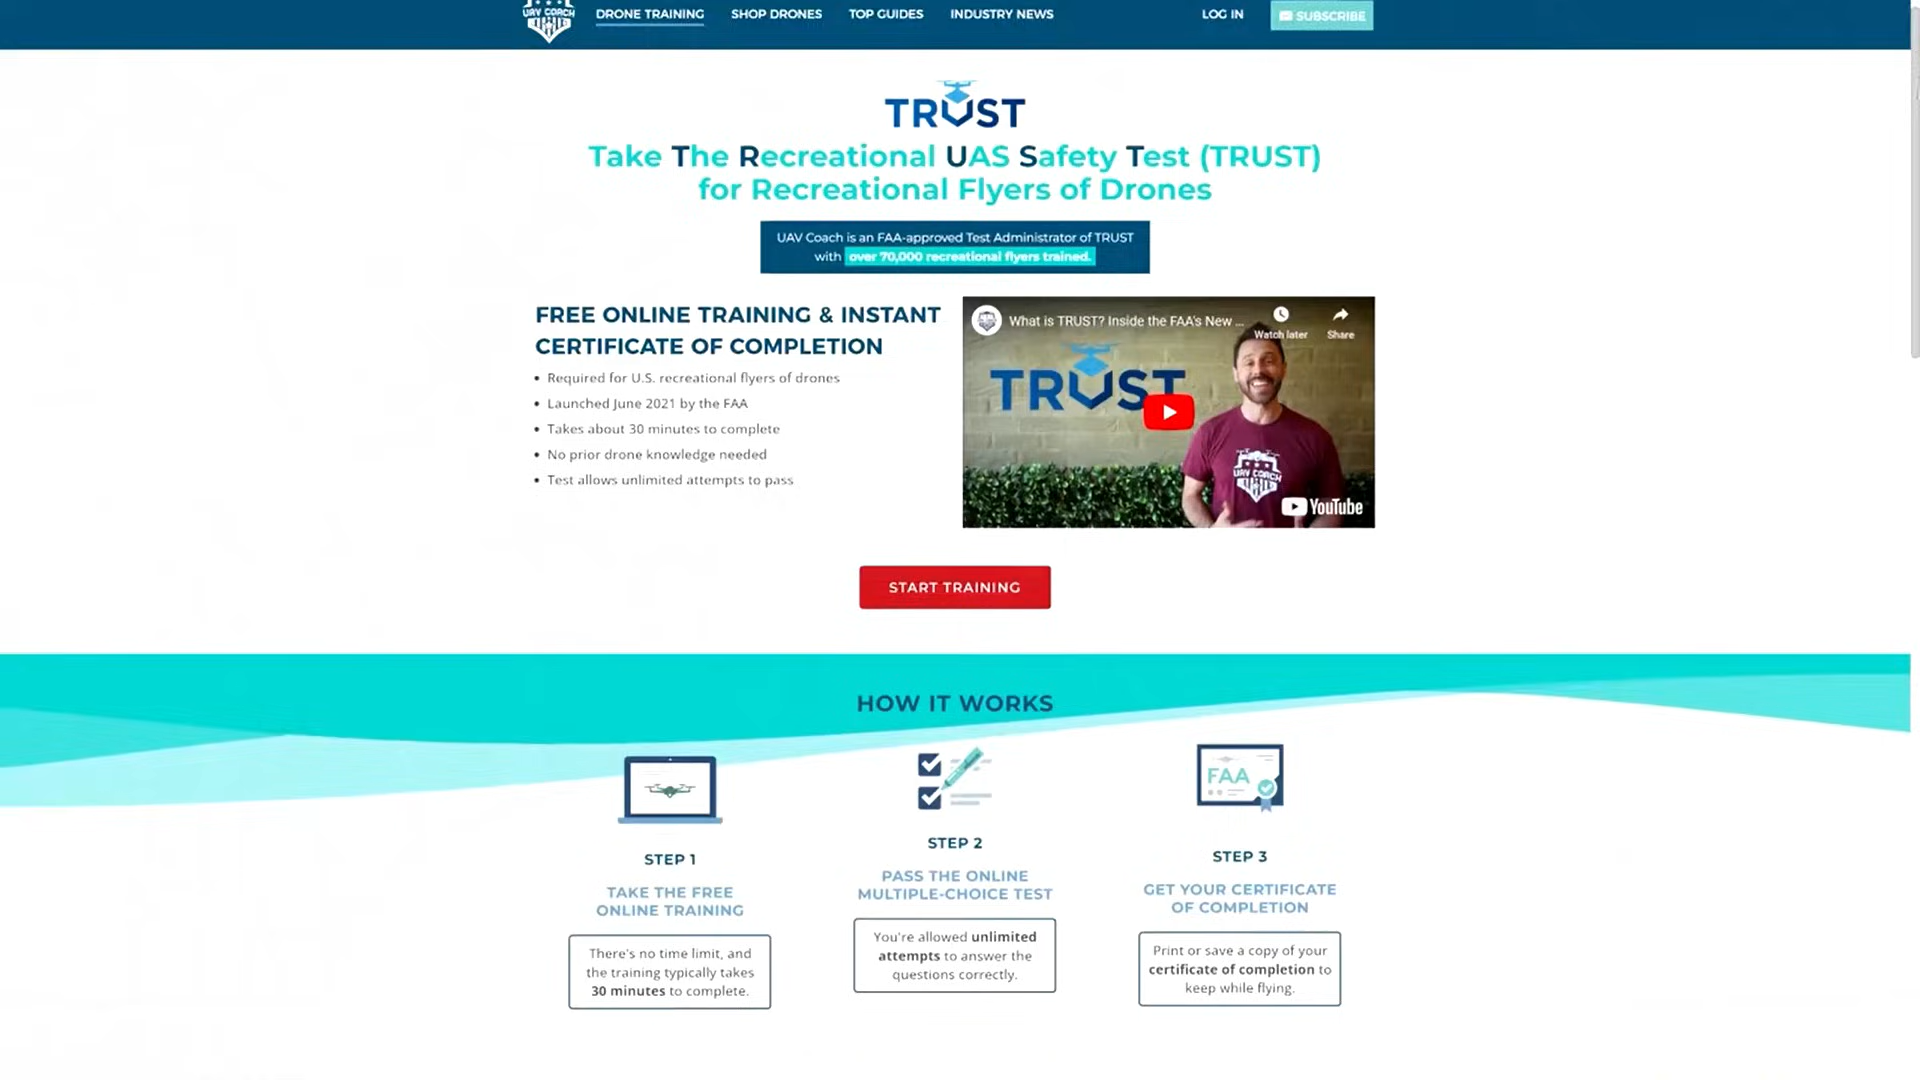 UAV COACH
DRONE TRAINING
SHOP DRONES
TOP GUIDES
INDUSTRY NEWS
LOG IN
SUBSCRIBE
TRUST
Take The Recreational UAS Safety Test (TRUST)
for Recreational Flyers of Drones
UAV Coach is an FAA-approved Test Administrator of TRUST
with over 70,000 recreational flyers trained.
FREE ONLINE TRAINING & INSTANT
CERTIFICATE OF COMPLETION
• Required for U.S. recreational flyers of drones
• Launched June 2021 by the FAA
• Takes about 30 minutes to complete
• No prior drone knowledge needed
• Test allows unlimited attempts to pass
What is TRUST? Inside the FAA's New ...
Watch later
Share
TRUST
UAV COACH
YouTube
START TRAINING
HOW IT WORKS
STEP 1
TAKE THE FREE
ONLINE TRAINING
There's no time limit, and
the training typically takes
30 minutes to complete.
STEP 2
PASS THE ONLINE
MULTIPLE-CHOICE TEST
You're allowed unlimited
attempts to answer the
questions correctly.
FAA
STEP 3
GET YOUR CERTIFICATE
OF COMPLETION
Print or save a copy of your
certificate of completion to
keep while flying.